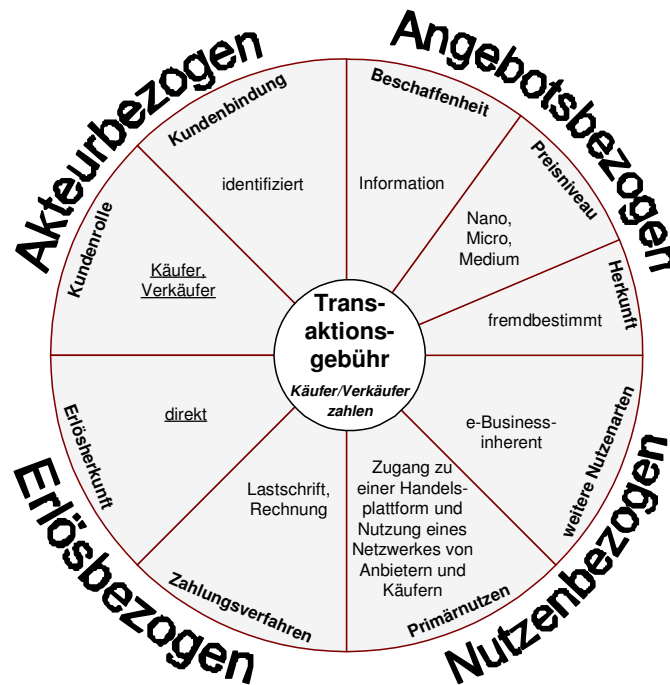 Akteurbezogen
Angebotsbezogen
Kundenbindung
identifiziert
Beschaffenheit
Information
Preisniveau
Nano,
Micro,
Medium
Herkunft
fremdbestimmt
Kundenrolle
Käufer,
Verkäufer
Trans-
aktions-
gebühr
Käufer/Verkäufer
zahlen
Erlösherkunft
direkt
Zahlungsverfahren
Lastschrift,
Rechnung
Primärnutzen
Zugang zu
einer Handels-
plattform und
Nutzung eines
Netzwerkes von
Anbietern und
Käufern
weitere Nutzenarten
e-Business-
inherent
Erlösbezogen
Nutzenbezogen